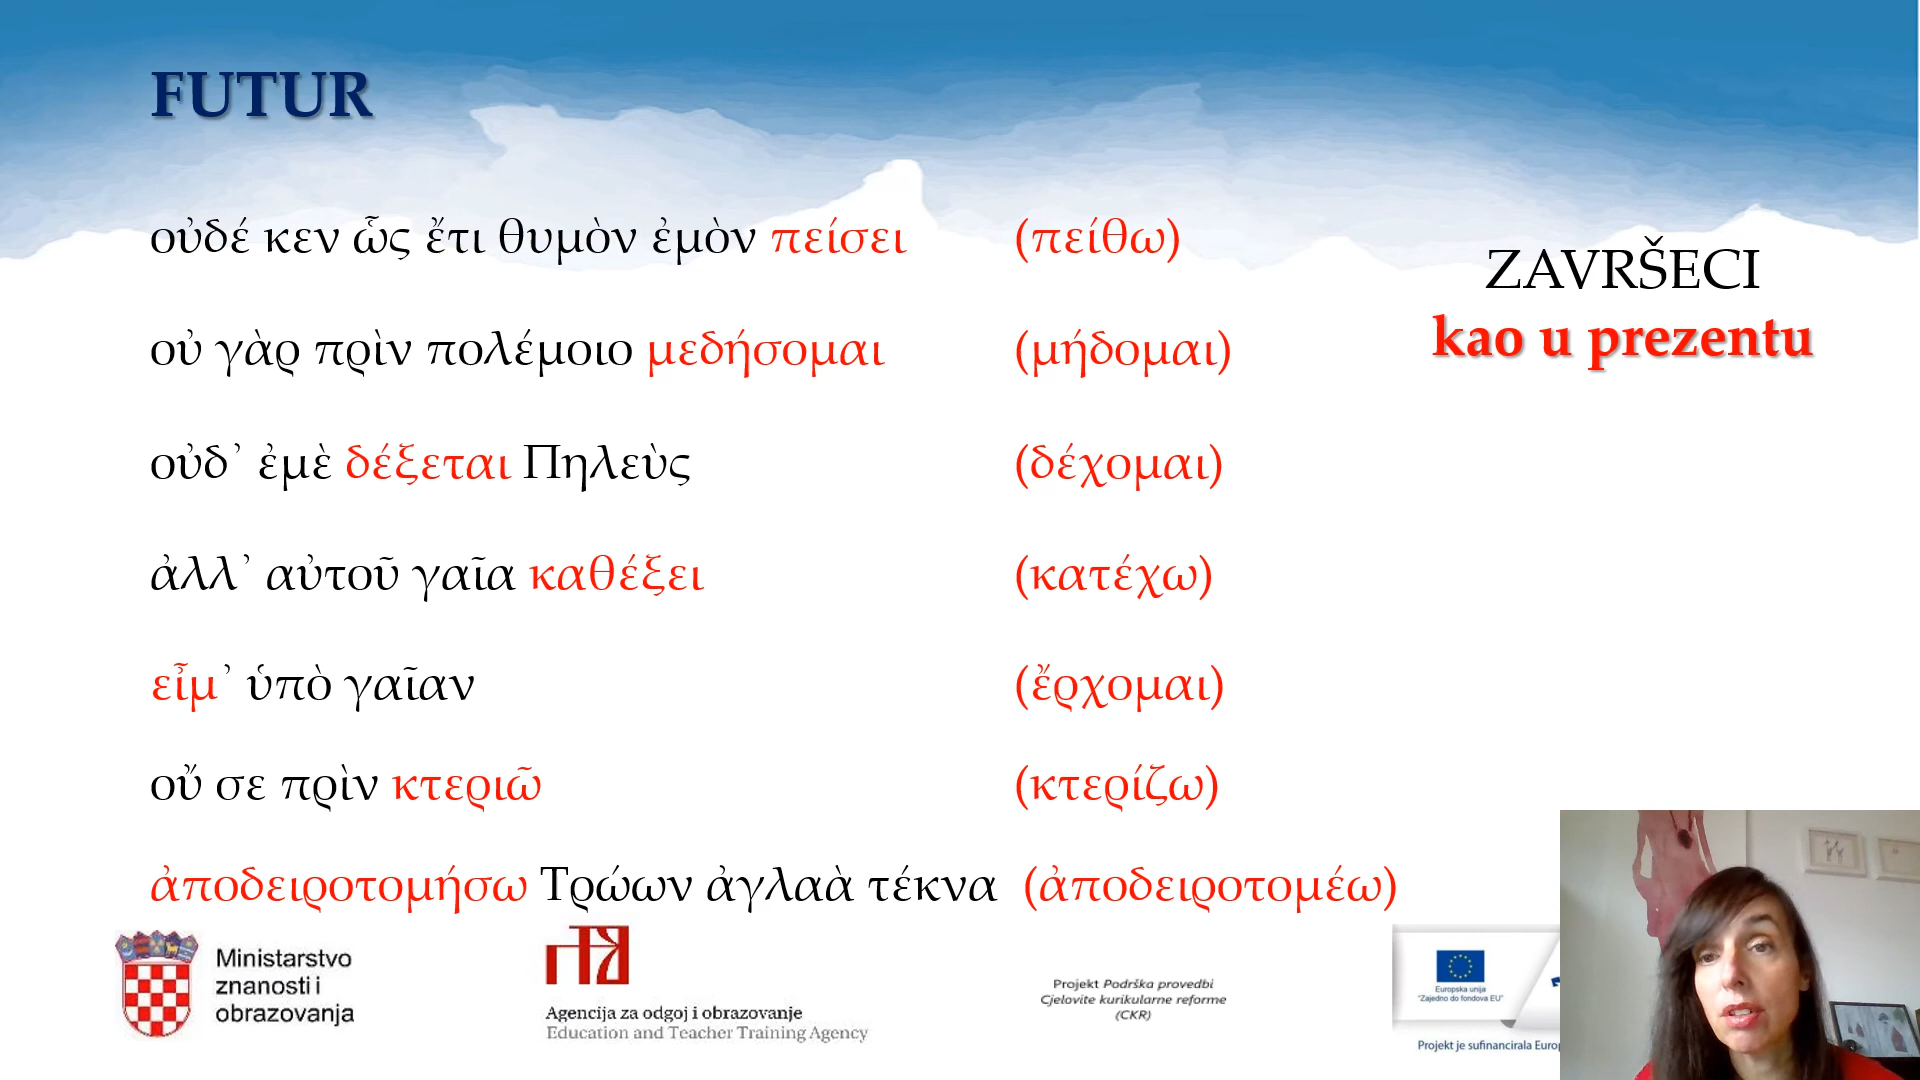 FUTUR
οὐδέ κεν ὧς ἔτι θυμὸν ἐμὸν πείσει (πείθω)
οὐ γὰρ πρὶν πολέμοιο μεδήσομαι (μήδομαι)
οὐδ᾽ ἐμὲ δέξεται Πηλεὺς (δέχομαι)
ἀλλ᾽ αὐτοῦ γαῖα καθέξει (κατέχω)
εἶμ᾽ ὑπὸ γαῖαν (ἔρχομαι)
οὔ σε πρὶν κτεριῶ (κτερίζω)
ἀποδειροτομήσω Τρώων ἀγλαὰ τέκνα (ἀποδειροτομέω)
ZAVRŠECI
kao u prezentu
Ministarstvo
znanosti i
obrazovanja
Agencija za odgoj i obrazovanje
Education and Teacher Training Agency
Projekt Podrška provedbi
Cjelovite kurikularne reforme
(CKR)
Europska unija
"Zajedno do fondova EU"
Projekt je sufinancirala